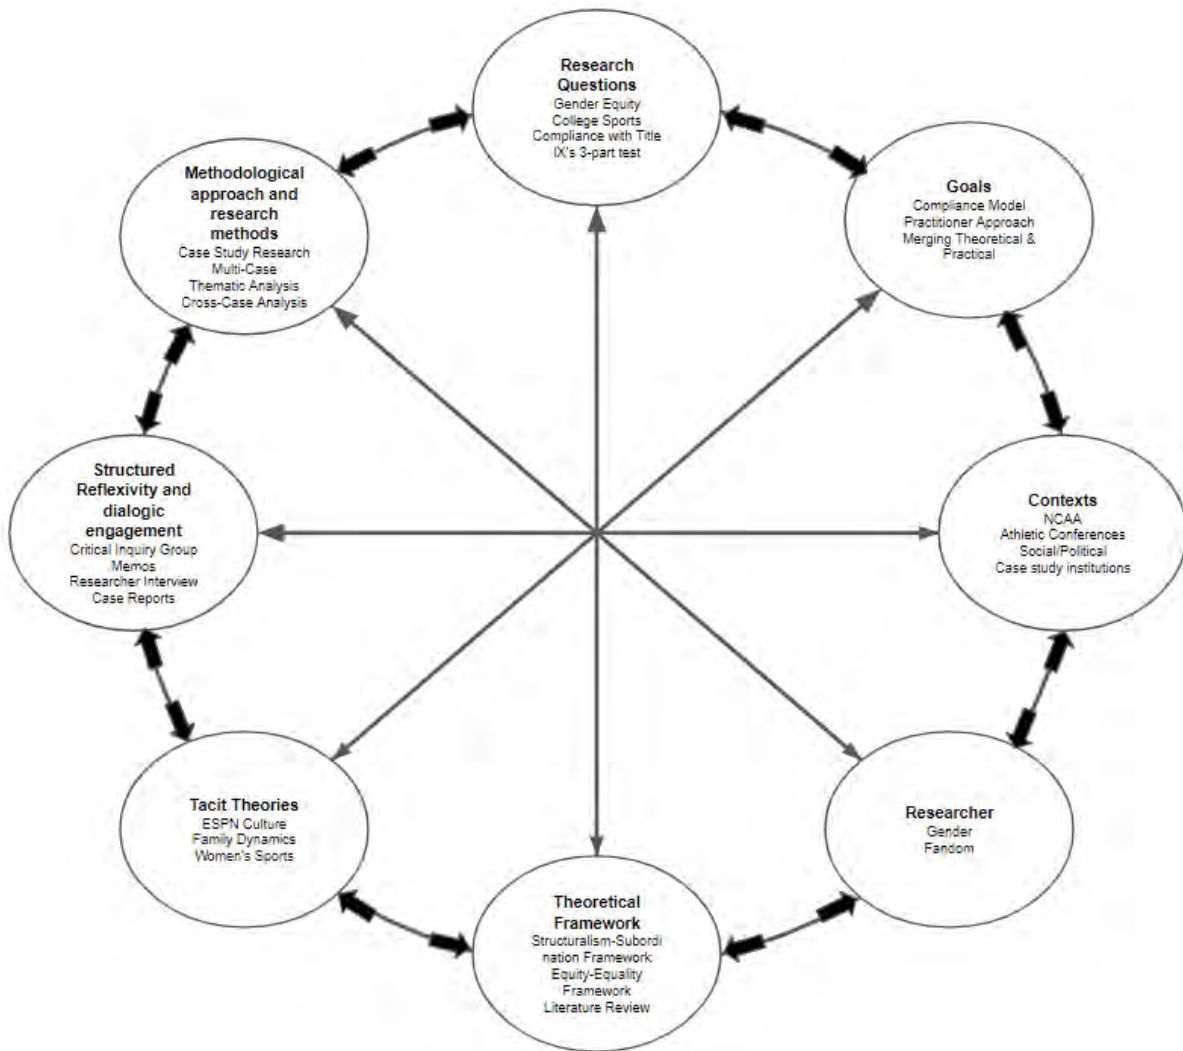 Research
Questions
Gender Equity
College Sports
Compliance with Title
IX's 3-part test
Goals
Compliance Model
Practitioner Approach
Merging Theoretical &
Practical
Contexts
NCAA
Athletic Conferences
Social/Political
Case study institutions
Researcher
Gender
Fandom
Theoretical
Framework
Structuralism-Subordi
nation Framework
Equity-Equality
Framework
Literature Review
Tacit Theories
ESPN Culture
Family Dynamics
Women's Sports
Structured
Reflexivity and
dialogic
engagement
Critical Inquiry Group
Memos
Researcher Interview
Case Reports
Methodological
approach and
research
methods
Case Study Research
Multi-Case
Thematic Analysis
Cross-Case Analysis